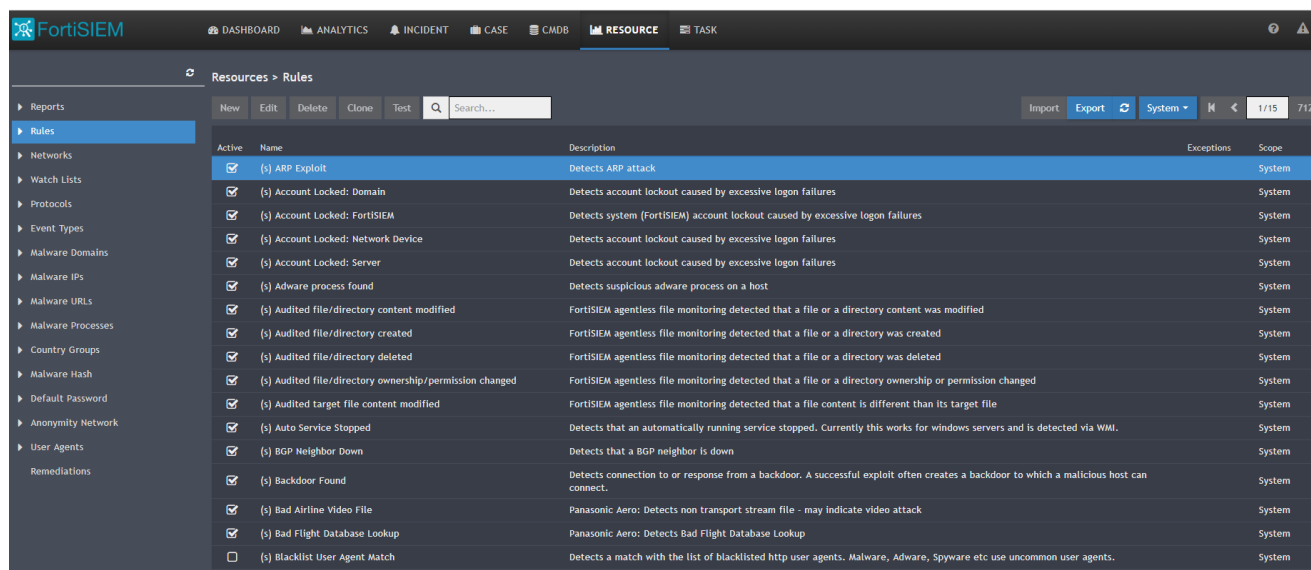 FortiSIEM
DASHBOARD ANALYTICS INCIDENT CASE CMDB RESOURCE TASK
Resources > Rules
New Edit Delete Clone Test Search... Import Export System 1/15 712
Reports
Rules
Networks
Watch Lists
Protocols
Event Types
Malware Domains
Malware IPs
Malware URLs
Malware Processes
Country Groups
Malware Hash
Default Password
Anonymity Network
User Agents
Remediations
Active Name Description Exceptions Scope
(s) ARP Exploit Detects ARP attack System
(s) Account Locked: Domain Detects account lockout caused by excessive logon failures System
(s) Account Locked: FortiSIEM Detects system (FortiSIEM) account lockout caused by excessive logon failures System
(s) Account Locked: Network Device Detects account lockout caused by excessive logon failures System
(s) Account Locked: Server Detects account lockout caused by excessive logon failures System
(s) Adware process found Detects suspicious adware process on a host System
(s) Audited file/directory content modified FortiSIEM agentless file monitoring detected that a file or a directory content was modified System
(s) Audited file/directory created FortiSIEM agentless file monitoring detected that a file or a directory was created System
(s) Audited file/directory deleted FortiSIEM agentless file monitoring detected that a file or a directory was deleted System
(s) Audited file/directory ownership/permission changed FortiSIEM agentless file monitoring detected that a file or a directory ownership or permission changed System
(s) Audited target file content modified FortiSIEM agentless file monitoring detected that a file content is different than its target file System
(s) Auto Service Stopped Detects that an automatically running service stopped. Currently this works for windows servers and is detected via WMI. System
(s) BGP Neighbor Down Detects that a BGP neighbor is down System
(s) Backdoor Found Detects connection to or response from a backdoor. A successful exploit often creates a backdoor to which a malicious host can
connect. System
(s) Bad Airline Video File Panasonic Aero: Detects non transport stream file - may indicate video attack System
(s) Bad Flight Database Lookup Panasonic Aero: Detects Bad Flight Database Lookup System
(s) Blacklist User Agent Match Detects a match with the list of blacklisted http user agents. Malware, Adware, Spyware etc use uncommon user agents. System